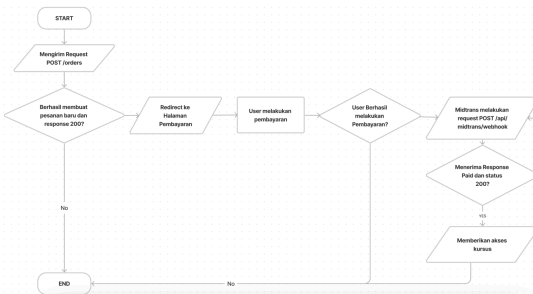 START
Mengirim Request
POST /orders
Berhasil membuat
pesanan baru dan
response 200?
Redirect ke
Halaman
Pembayaran
User melakukan
pembayaran
User Berhasil
melakukan
Pembayaran?
Midtrans melakukan
request POST /api/
midtrans/webhook
Menerima Response
Paid dan status
200?
No
YES
Memberikan akses
kursus
END
No